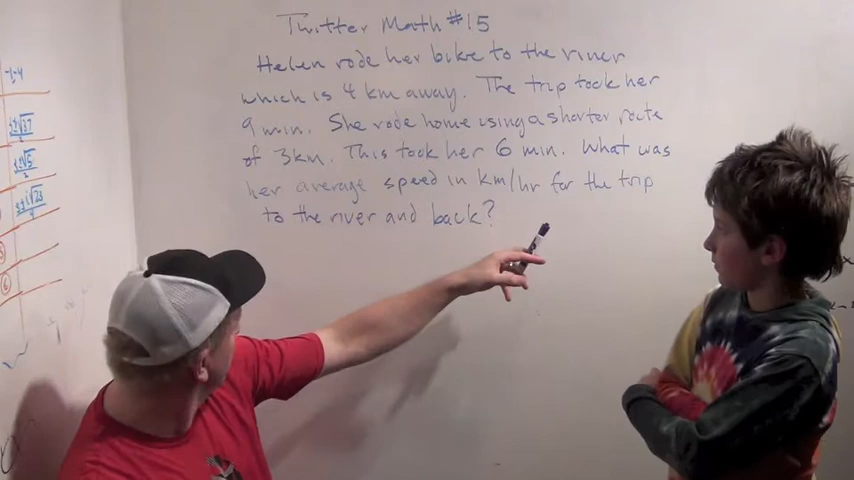 Twitter Math #15
Helen rode her bike to the river
which is 4 km away. The trip took her
9 min. She rode home using a shorter route
of 3km. This took her 6 min. What was
her average speed in km/hr for the trip
to the river and back?